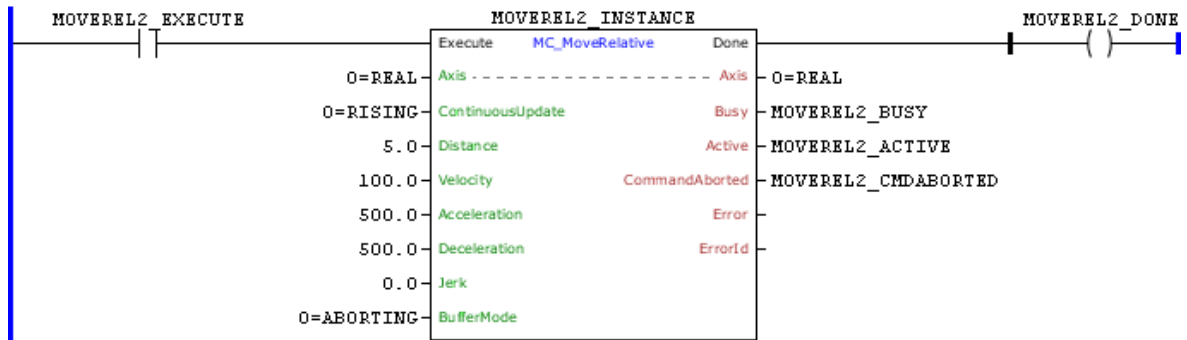 MOVEREL2_EXECUTE MOVEREL2_INSTANCE MOVEREL2_DONE
Execute MC_MoveRelative Done
0=REAL Axis Axis 0=REAL
0=RISING ContinuousUpdate Busy MOVEREL2_BUSY
5.0 Distance Active MOVEREL2_ACTIVE
100.0 Velocity CommandAborted MOVEREL2_CMDABORTED
500.0 Acceleration Error
500.0 Deceleration ErrorId
0.0 Jerk
0=ABORTING BufferMode